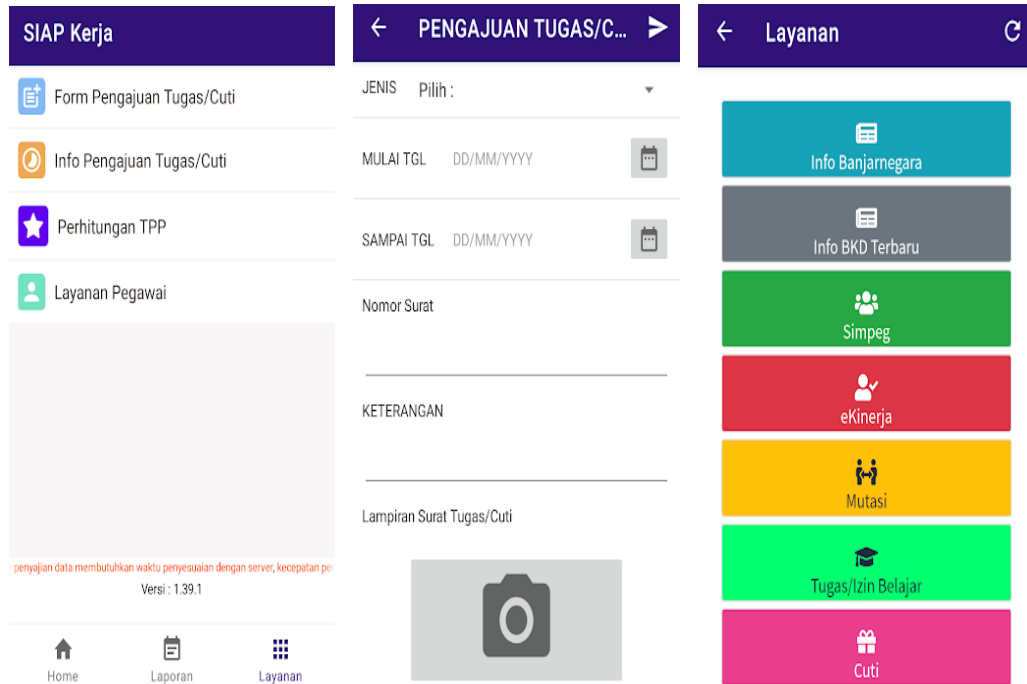 SIAP Kerja
Form Pengajuan Tugas/Cuti
Info Pengajuan Tugas/Cuti
Perhitungan TPP
Layanan Pegawai
penyajian data membutuhkan waktu penyesuaian dengan server, kecepatan
Versi : 1.39.1
Home Laporan Layanan
PENGAJUAN TUGAS/C...
JENIS Pilih :
MULAI TGL DD/MM/YYYY
SAMPAI TGL DD/MM/YYYY
Nomor Surat
KETERANGAN
Lampiran Surat Tugas/Cuti
Layanan
Info Banjarnegara
Info BKD Terbaru
Simpeg
eKinerja
Mutasi
Tugas/Izin Belajar
Cuti